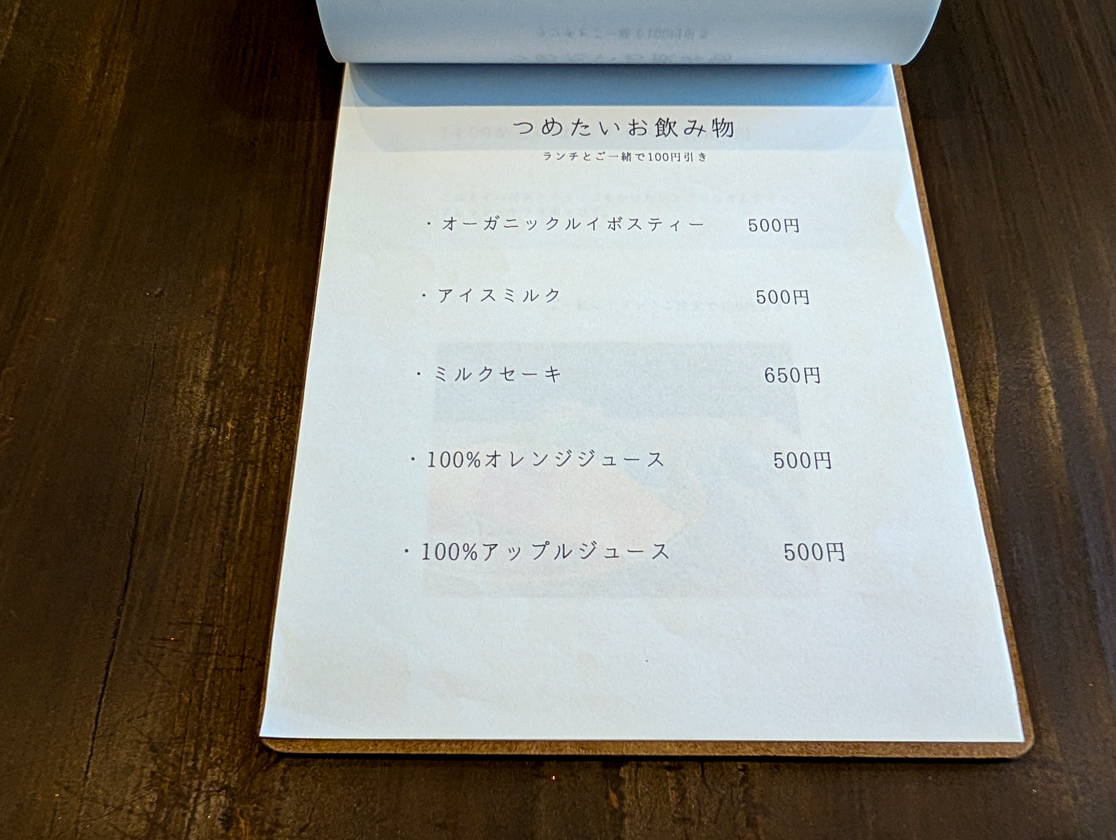 つめたいお飲み物
ランチとご一緒で100円引き
・オーガニックルイボスティー 500円
・アイスミルク 500円
・ミルクセーキ 650円
・100%オレンジジュース 500円
・100%アップルジュース 500円